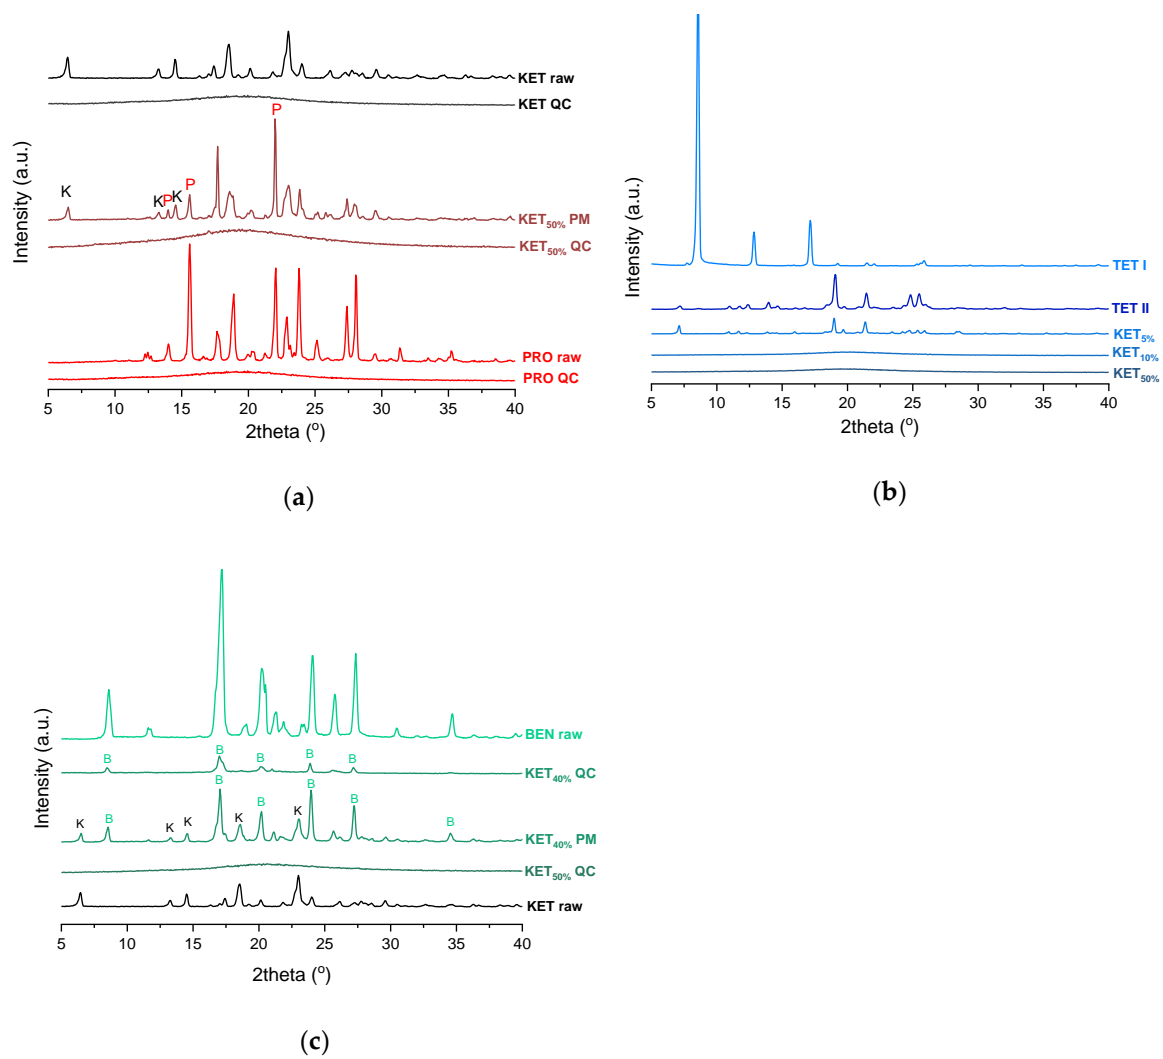 KET raw
KET QC
P
K
K
P
P
K
KET50% PM
KET50% QC
PRO raw
PRO QC
Intensity (a.u.)
5 10 15 20 25 30 35 40
2theta (o)
(a)
TET I
TET II
KET5%
KET10%
KET50%
Intensity (a.u.)
5 10 15 20 25 30 35 40
2theta (o)
(b)
BEN raw
B B B B B
KET40% QC
B
B
B
B
B
B
K
K
K
K
K
KET40% PM
KET50% QC
KET raw
Intensity (a.u.)
5 10 15 20 25 30 35 40
2theta (o)
(c)